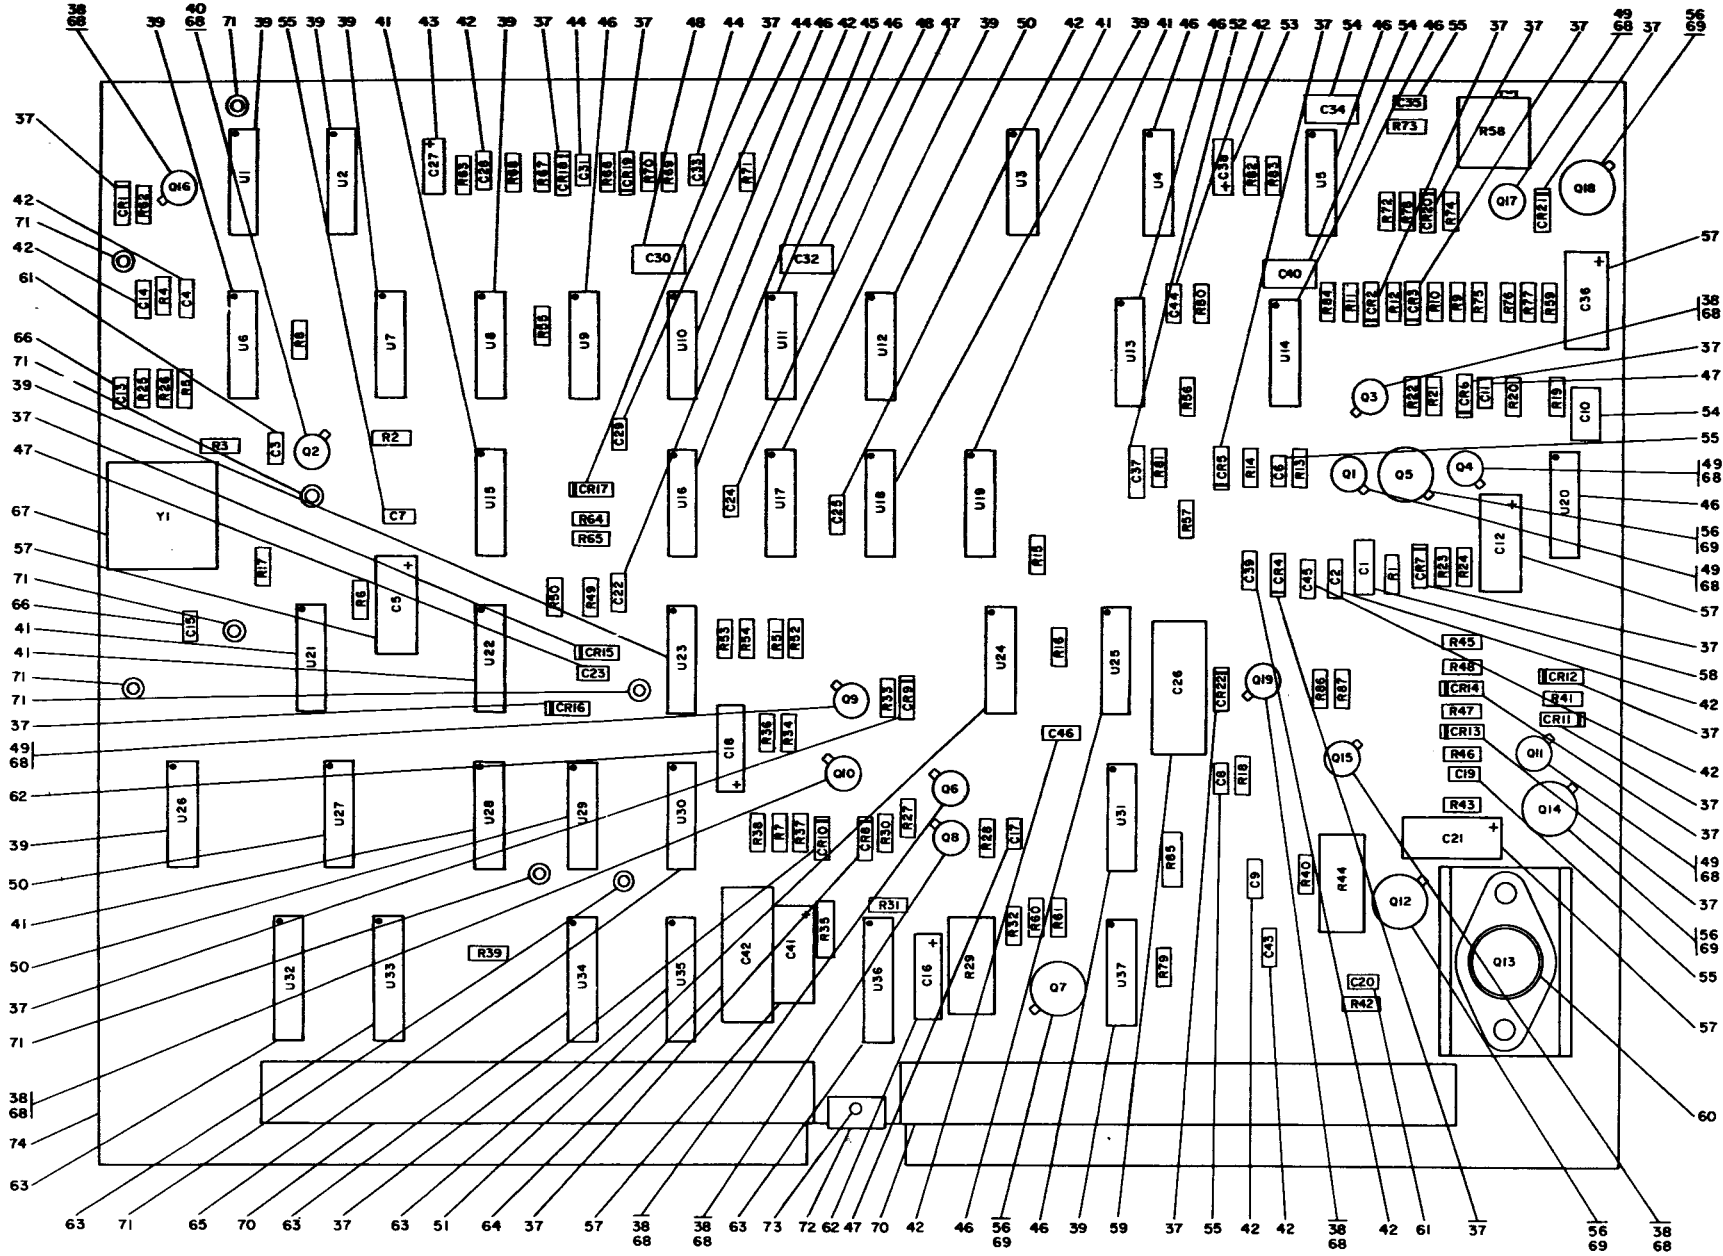 38 39 40 71 39 55 39 39 41 43 42 39 37 44 46 37 48 44 37 44 46 42 45 46 48 47 39 50 42 41 39 41 46 46 52 42 53 37 54 46 54 46 55 37 37 37 49 37 56
68 68 68 69
C34 C35
R73 R58
37
U1 U2 C27 + R63 C28 R68 R67 CR18 C31 R66 CR19 R70 R69 C33 R71 U3 U4 C38 + R82 R83 U5
CR1 R62 Q16 R72 R78 CR20 R74 Q17 CR21 Q18
42
71
42
61
C30 C32 C40
57
C14 R4 C4 C44 R80 R84 R11 CR2 R12 CR3 R10 R9 R75 R76 R77 R59 C36 +
38
68
U6 R8 U7 U8 R55 U9 U10 U11 U12 U13 U14
66
71
39
37
47
37
47
54
C13 R25 R26 R5 R56 Q3 R22 R21 CR6 C11 R20 R19 C10
R3 C3 Q2 R2 C29
55
49
68
Y1 C7 U15 CR17 R64 R65 U16 C24 U17 C25 U18 U19 C37 R81 CR5 R14 C6 R13 Q1 Q5 Q4 U20
R57 C12 +
46
67
57
71
66
56
69
49
68
57
R17 R6 C5 + R50 R49 C22 R15 C39 CR4 C45 C2 C1 R1 CR7 R23 R24
C15 U21 U22 CR15 C23 U23 R53 R54 R51 R52 U24 R16 U25 C26
41
41
71
71
37
49
68
R45
R48
CR14
R47
CR13
R46
C19
R43
CR12
R41
CR11
37
58
42
37
42
CR16 Q9 R33 CR9 CR22 Q19 R86 R87
C18 + R36 R34 C46 Q15 Q11
Q10 Q6 C8 R18 Q14
62
39
50
41
50
37
71
U26 U27 U28 U29 U30 R38 R7 R37 CR10 CR8 R30 R27 Q8 R28 C17 U31 R85 C21 +
37
37
49
68
37
56
69
55
57
C9 R40 R44 Q12
U32 U33 R39 U34 U35 C42 C41 + R35 R31 U36 C16 + R29 R32 R60 R61 Q7 U37 R79 C43 C20 R42 Q13
38
68
74
63
60
63 71 65 70 63 37 63 51 64 37 57 38 38 63 73 72 62 47 70 42 46 56 46 39 59 37 55 42 42 38 42 61 37 56 38
68 68 69 68 69 68